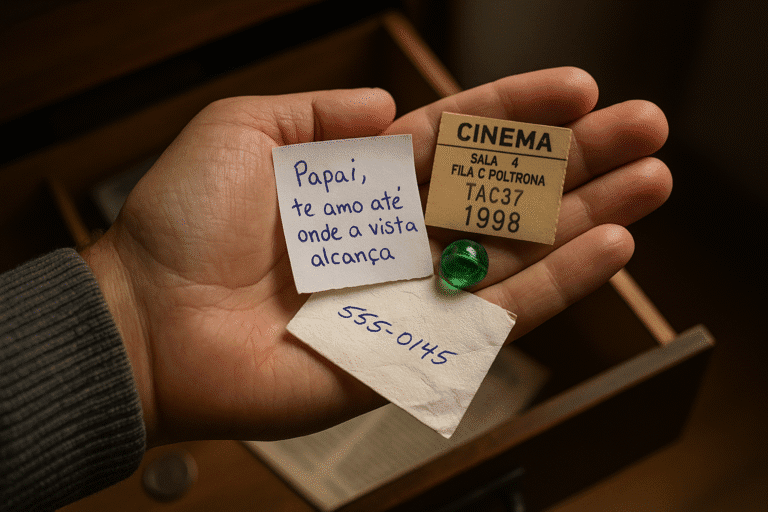 Papai,
te amo até
onde a vista
alcança
CINEMA
SALA 4
FILA C POLTRONA
TAC37
1998
555-0145